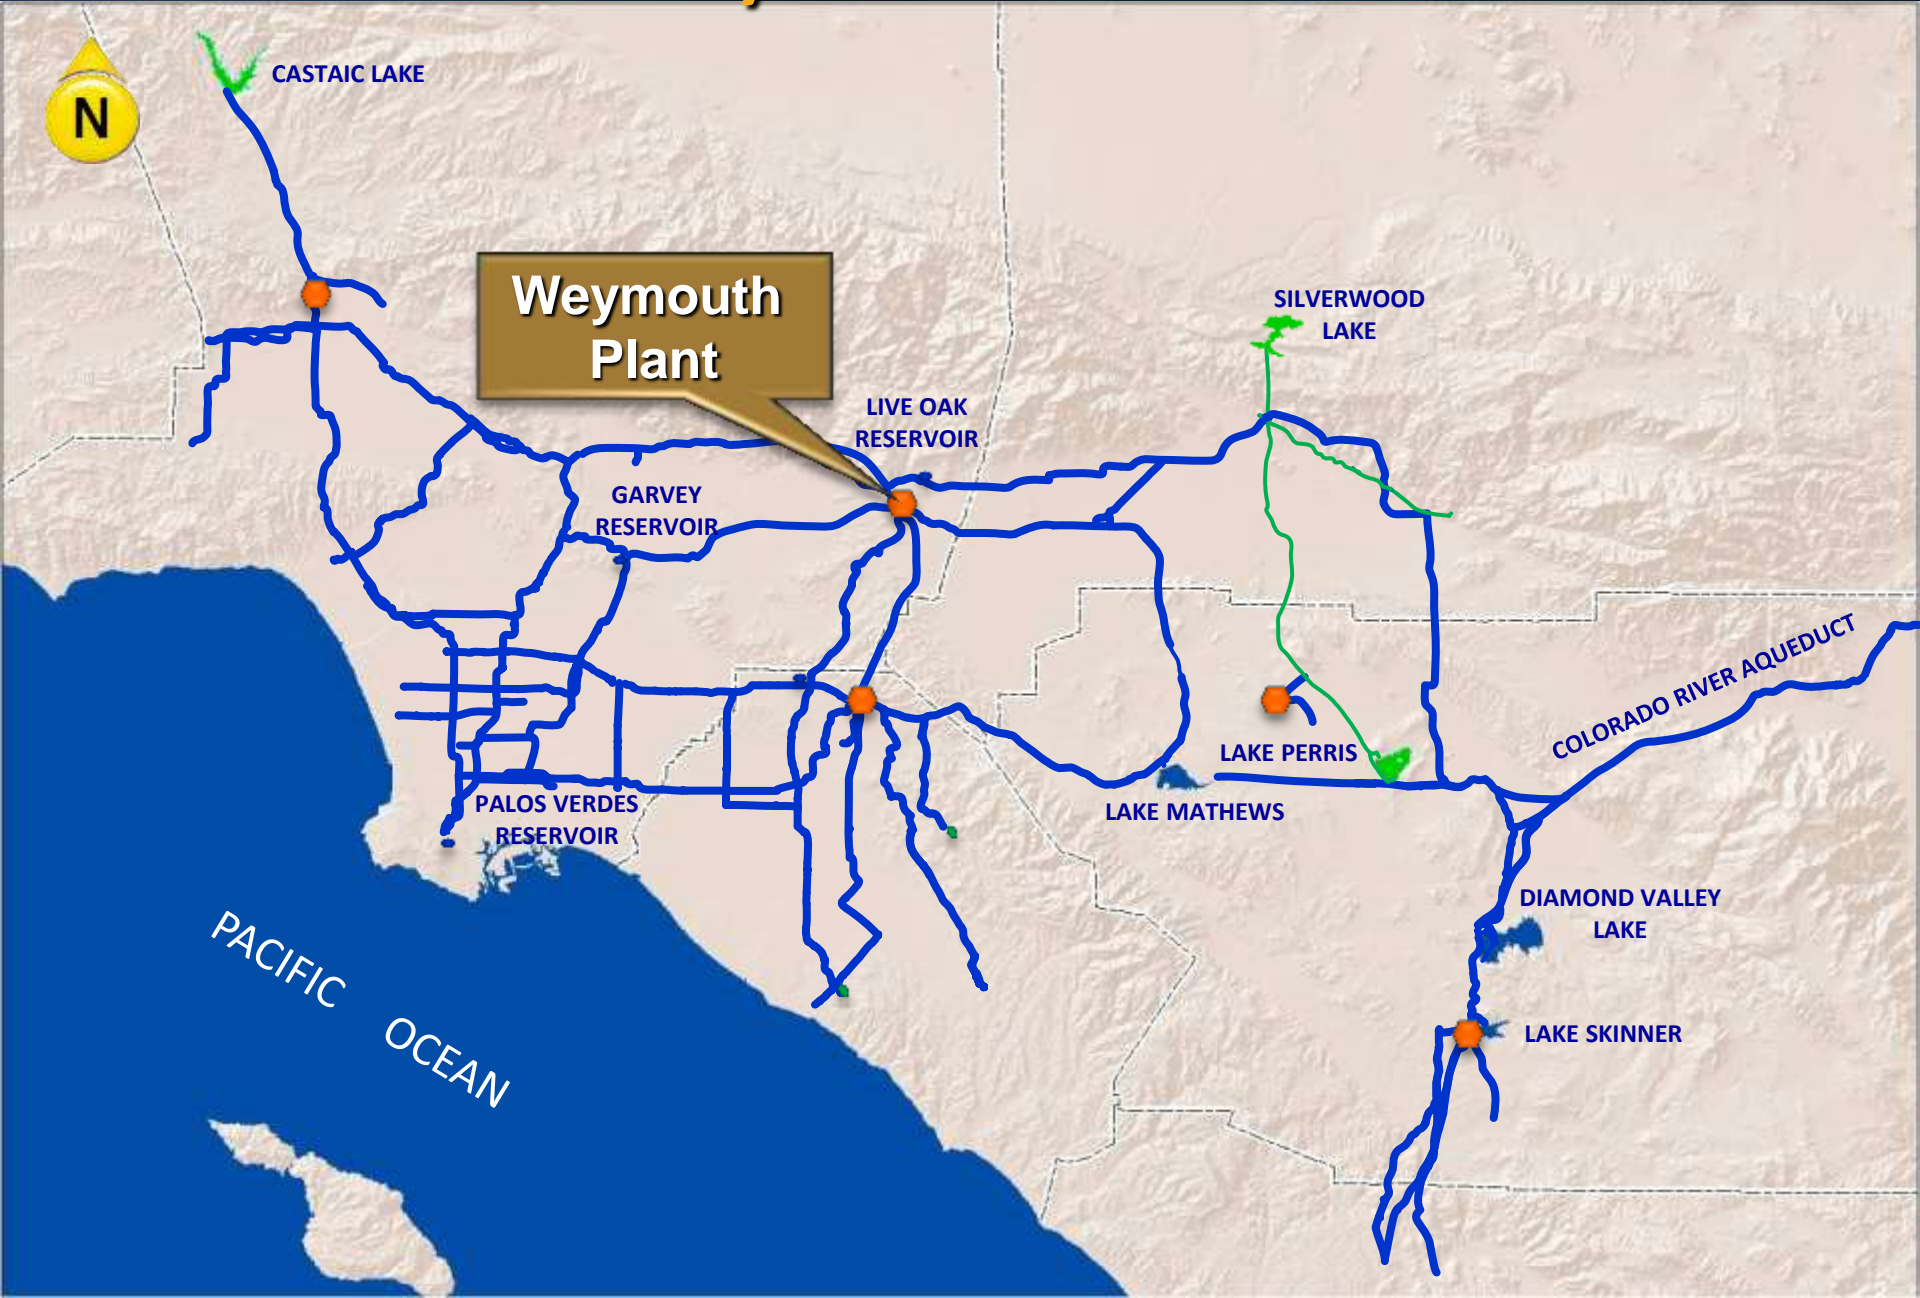 N
CASTAIC LAKE
Weymouth
Plant
SILVERWOOD
LAKE
LIVE OAK
RESERVOIR
GARVEY
RESERVOIR
COLORADO RIVER AQUEDUCT
LAKE PERRIS
LAKE MATHEWS
PALOS VERDES
RESERVOIR
DIAMOND VALLEY
LAKE
PACIFIC
OCEAN
LAKE SKINNER